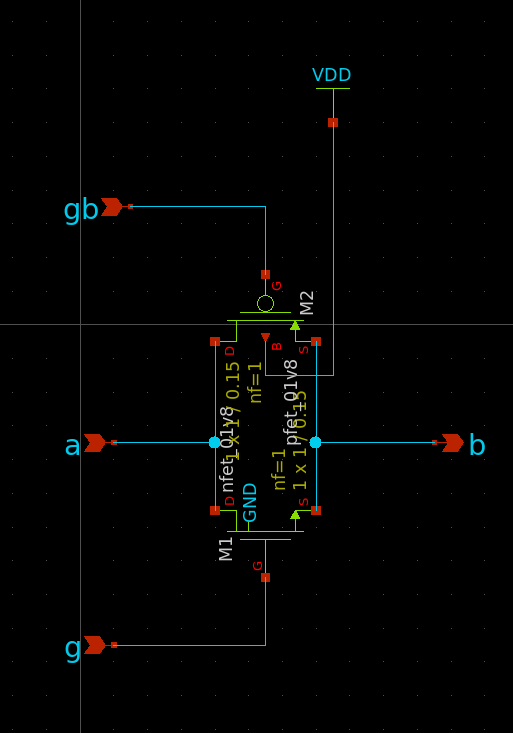 VDD
gb
G
M2
D
B
S
1 x 1 / 0.15
nf=1
pfet_01v8
a
b
nfet_01v8
nf=1
1 x 1 / 0.15
D
GND
S
M1
G
g